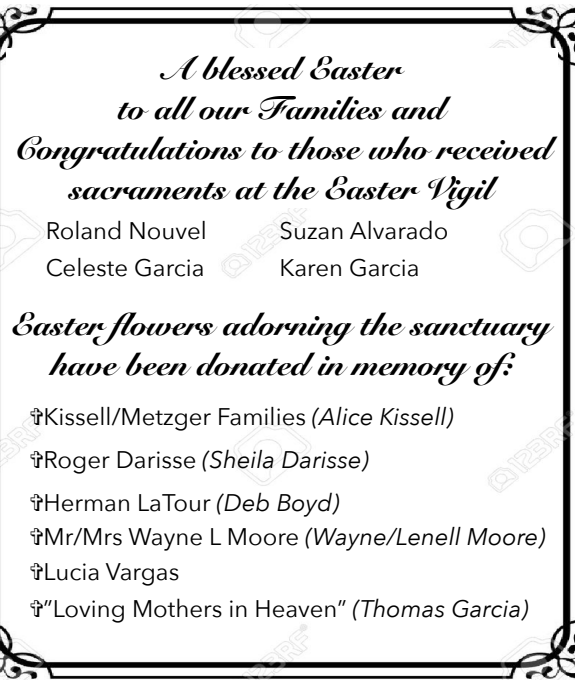 A blessed Easter
to all our Families and
Congratulations to those who received
sacraments at the Easter Vigil
Roland Nouvel Suzan Alvarado
Celeste Garcia Karen Garcia
Easter flowers adorning the sanctuary
have been donated in memory of:
✞Kissell/Metzger Families (Alice Kissell)
✞Roger Darisse (Sheila Darisse)
✞Herman LaTour (Deb Boyd)
✞Mr/Mrs Wayne L Moore (Wayne/Lenell Moore)
✞Lucia Vargas
✞”Loving Mothers in Heaven” (Thomas Garcia)
123RF